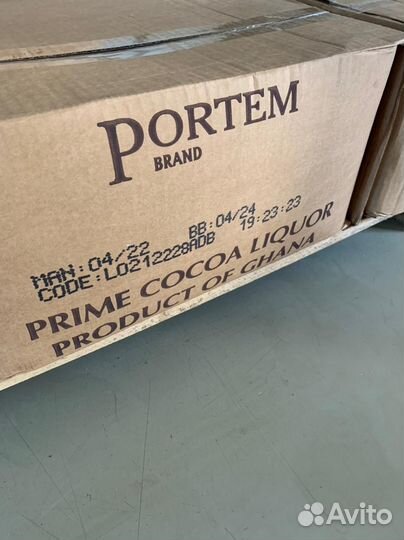 PORTEM
BRAND
MAN:04/22 BB:04/24
CODE:L0212228ADB 19:23:23
PRIME COCOA LIQUOR
PRODUCT OF GHANA
Avito